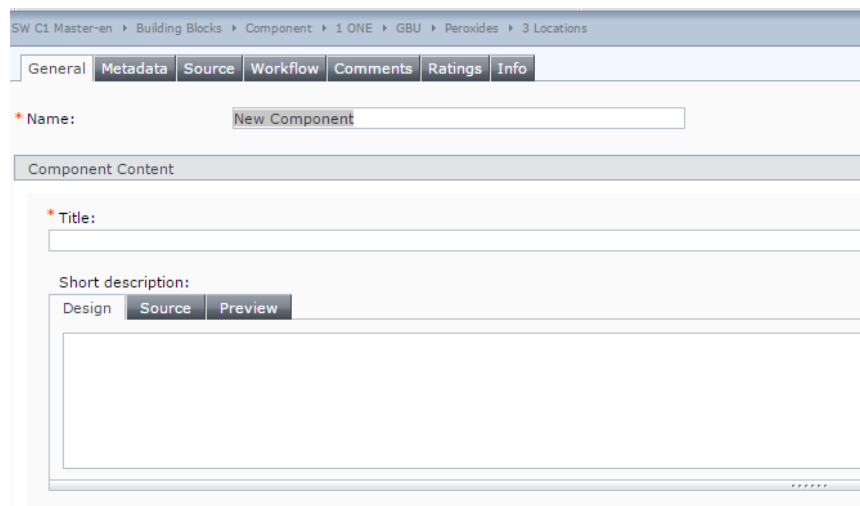 SW C1 Master-en ▸ Building Blocks ▸ Component ▸ 1 ONE ▸ GBU ▸ Peroxides ▸ 3 Locations
General Metadata Source Workflow Comments Ratings Info
* Name: New Component
Component Content
* Title:
Short description:
Design Source Preview